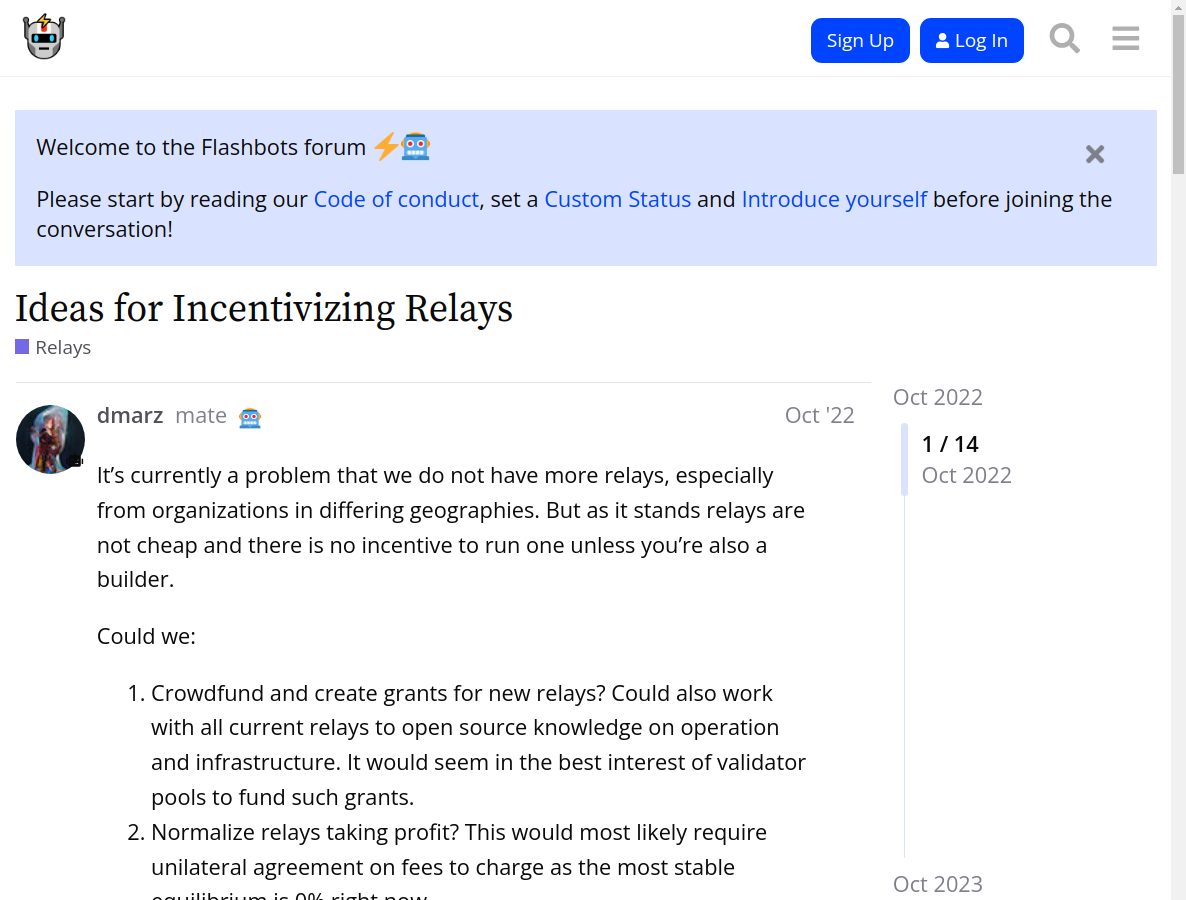 Sign Up
Log In
Welcome to the Flashbots forum
Please start by reading our Code of conduct, set a Custom Status and Introduce yourself before joining the
conversation!
Ideas for Incentivizing Relays
Relays
dmarz mate
Oct '22
It’s currently a problem that we do not have more relays, especially
from organizations in differing geographies. But as it stands relays are
not cheap and there is no incentive to run one unless you’re also a
builder.
Could we:
1. Crowdfund and create grants for new relays? Could also work
with all current relays to open source knowledge on operation
and infrastructure. It would seem in the best interest of validator
pools to fund such grants.
2. Normalize relays taking profit? This would most likely require
unilateral agreement on fees to charge as the most stable
equilibrium is 0% right now.
Oct 2022
1 / 14
Oct 2022
Oct 2023